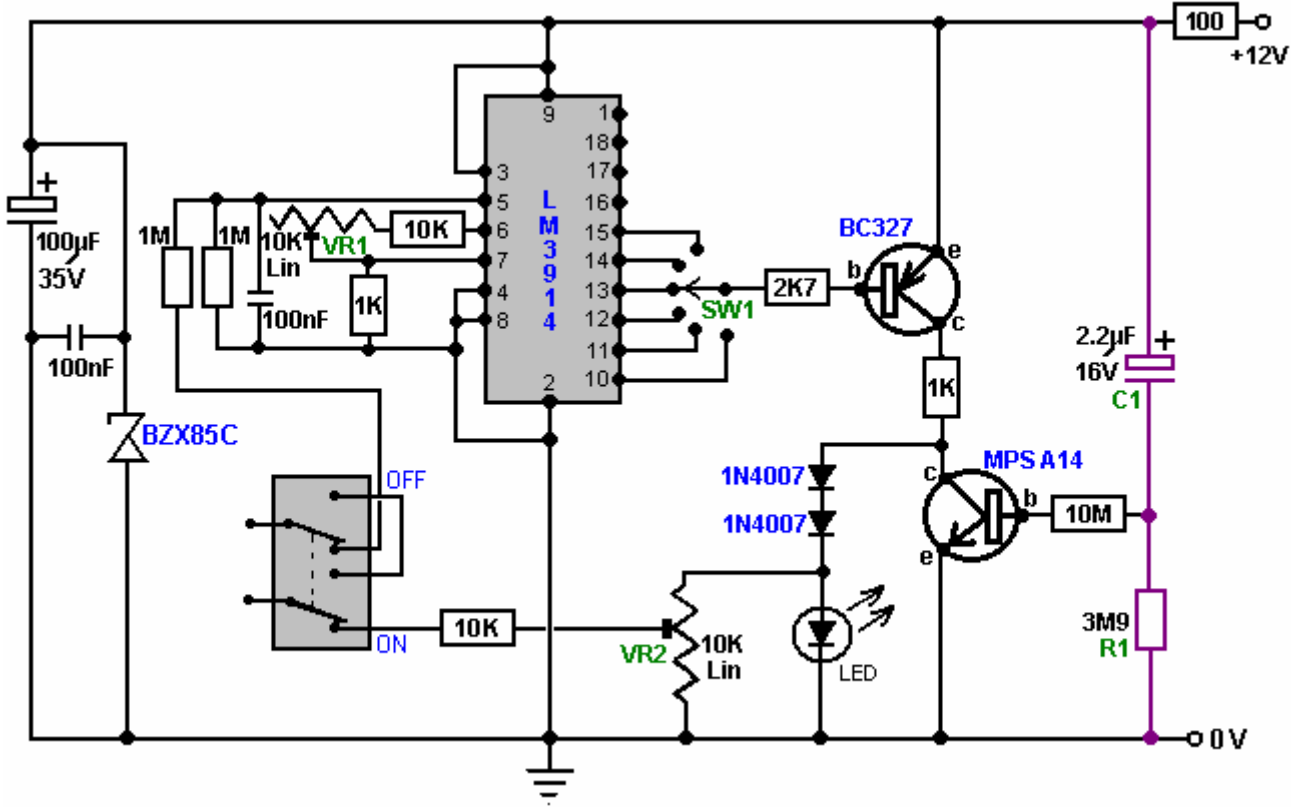 100
+12V
9
1
18
3
17
5
L
16
10K
6
M
15
BC327
1M
1M
10K
VR1
3
Lin
7
9
14
e
+
100µF
35V
1K
4
1
13
2K7
b
100nF
8
4
12
SW1
c
2.2µF
+
16V
100nF
11
1K
C1
2
10
BZX85C
MPSA14
OFF
1N4007
c
b
1N4007
10M
e
3M9
10K
10K
R1
ON
VR2
Lin
LED
0V